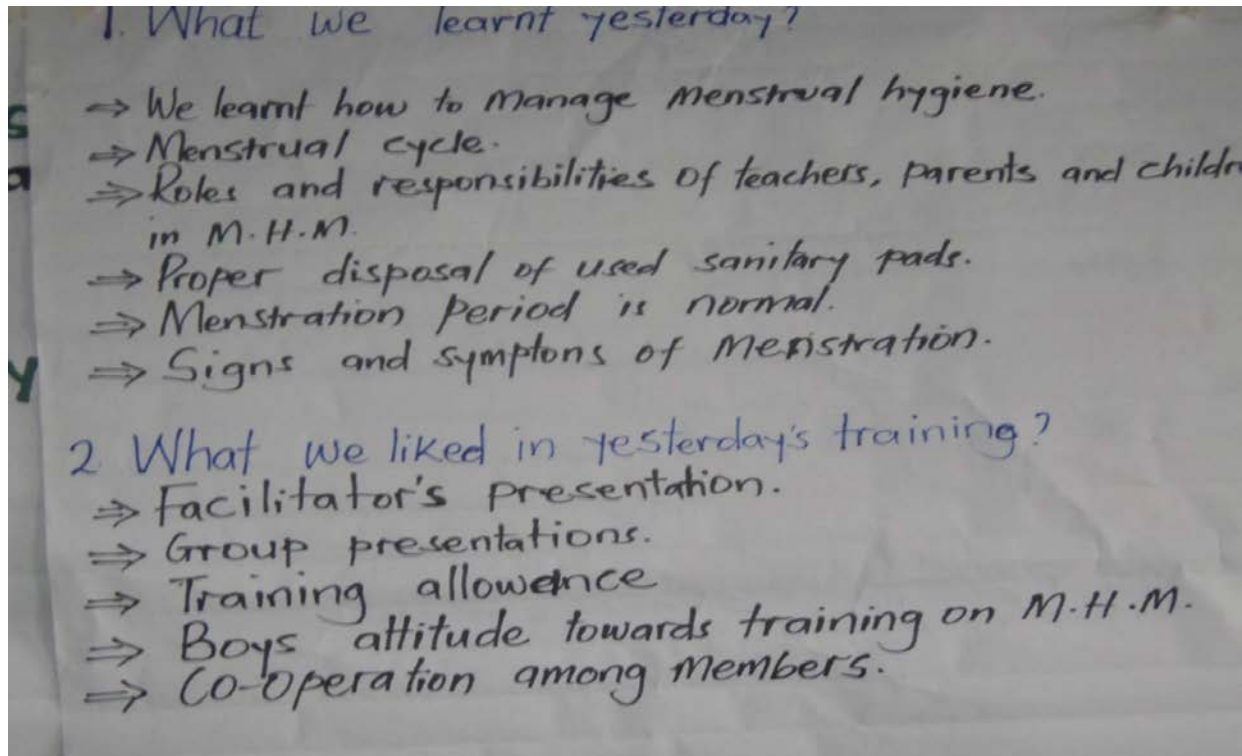 1. What we learnt yesterday?
⇒ We learnt how to manage menstrual hygiene.
⇒ Menstrual cycle.
⇒ Roles and responsibilities of teachers, parents and childr
in M.H.M.
⇒ Proper disposal of used sanitary pads.
⇒ Menstration period is normal.
⇒ Signs and symptons of menistration.
2 What we liked in yesterday's training?
⇒ Facilitator's presentation.
⇒ Group presentations.
⇒ Training allowence
⇒ Boys attitude towards training on M.H.M.
⇒ Co-operation among members.